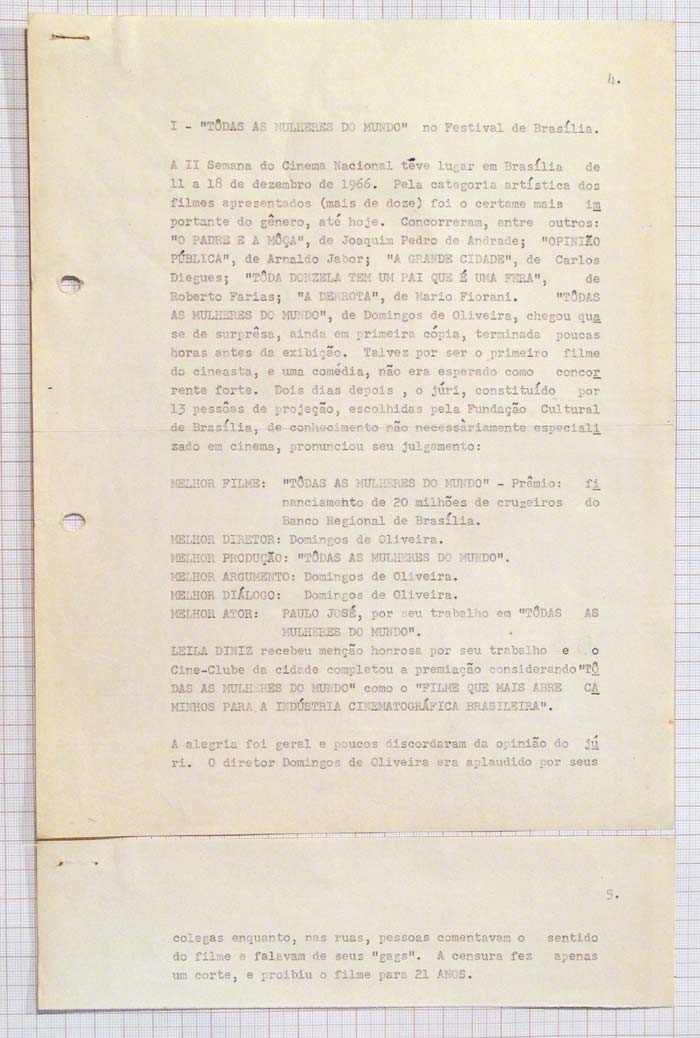 4.
I - "TÔDAS AS MULHERES DO MUNDO" no Festival de Brasília.
A II Semana do Cinema Nacional têve lugar em Brasília de
11 a 18 de dezembro de 1966. Pela categoria artística dos
filmes apresentados (mais de doze) foi o certame mais im
portante do gênero, até hoje. Concorreram, entre outros:
"O PADRE E A MÔÇA", de Joaquim Pedro de Andrade; "OPINIÃO
PÚBLICA", de Arnaldo Jabor; "A GRANDE CIDADE", de Carlos
Diegues; "TÔDA DONZELA TEM UM PAI QUE É UMA FERA", de
Roberto Farias; "A DERROTA", de Mario Fiorani. "TÔDAS
AS MULHERES DO MUNDO", de Domingos de Oliveira, chegou qua
se de surprêsa, ainda em primeira cópia, terminada poucas
horas antes da exibição. Talvez por ser o primeiro filme
do cineasta, e uma comédia, não era esperado como concor
rente forte. Dois dias depois , o júri, constituído por
13 pessôas de projeção, escolhidas pela Fundação Cultural
de Brasília, de conhecimento não necessàriamente especiali
zado em cinema, pronunciou seu julgamento:
MELHOR FILME: "TÔDAS AS MULHERES DO MUNDO" - Prêmio: fi
nanciamento de 20 milhões de cruzeiros do
Banco Regional de Brasília.
MELHOR DIRETOR: Domingos de Oliveira.
MELHOR PRODUÇÃO: "TÔDAS AS MULHERES DO MUNDO".
MELHOR ARGUMENTO: Domingos de Oliveira.
MELHOR DIÁLOGO: Domingos de Oliveira.
MELHOR ATOR: PAULO JOSÉ, por seu trabalho em "TÔDAS AS
MULHERES DO MUNDO".
LEILA DINIZ recebeu menção honrosa por seu trabalho e o
Cine-Clube da cidade completou a premiação considerando "TÔ
DAS AS MULHERES DO MUNDO" como o "FILME QUE MAIS ABRE CA
MINHOS PARA A INDÚSTRIA CINEMATOGRÁFICA BRASILEIRA".
A alegria foi geral e poucos discordaram da opinião do jú
ri. O diretor Domingos de Oliveira era aplaudido por seus
5.
colegas enquanto, nas ruas, pessoas comentavam o sentido
do filme e falavam de seus "gags". A censura fez apenas
um corte, e proibiu o filme para 21 ANOS.